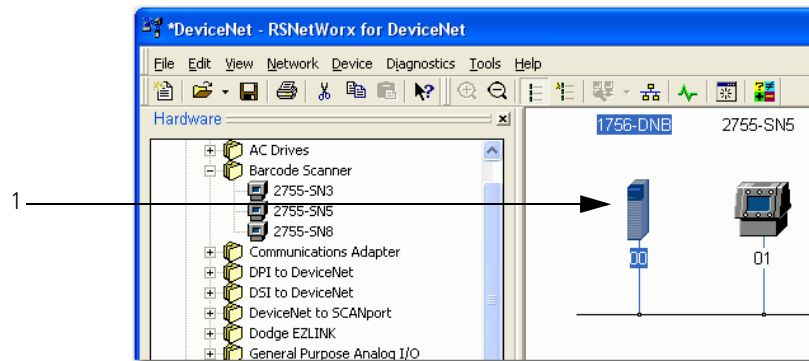 *DeviceNet - RSNetWorx for DeviceNet
File Edit View Network Device Diagnostics Tools Help
Hardware
1756-DNB 2755-SN5
AC Drives
Barcode Scanner
2755-SN3
1
2755-SN5
2755-SN8
Communications Adapter
00 01
DPI to DeviceNet
DSI to DeviceNet
DeviceNet to SCANport
Dodge EZLINK
General Purpose Analog I/O